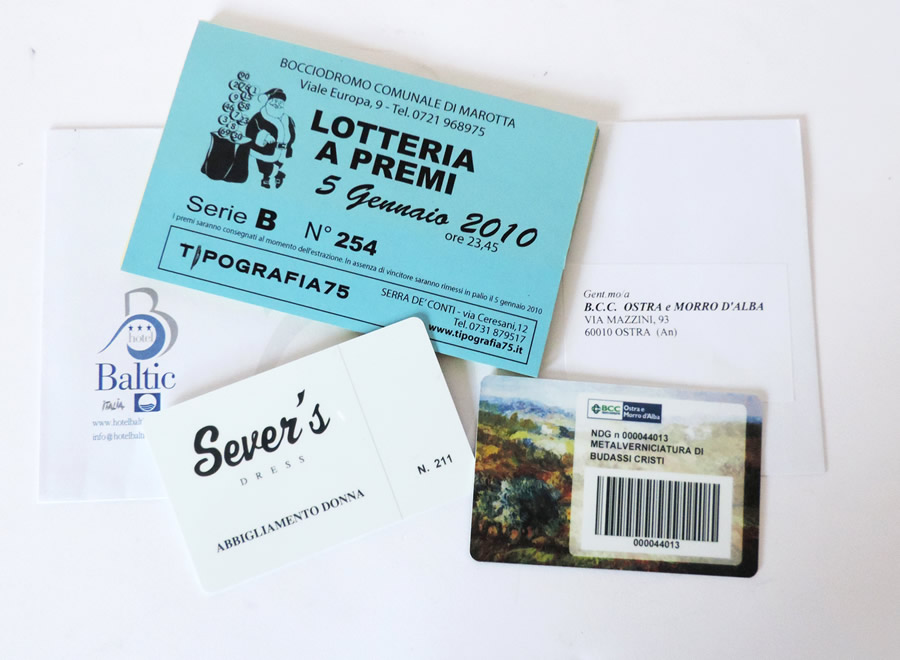 BOCCIODROMO COMUNALE DI MAROTTA
Viale Europa, 9 - Tel. 0721 968975
LOTTERIA
A PREMI
5 Gennaio 2010
ore 23,45
Serie B N° 254
I premi saranno consegnati al momento dell'estrazione. In assenza di vincitore saranno rimessi in palio il 5 gennaio 2010
TIPOGRAFIA75
SERRA DE' CONTI - via Ceresani,12
Tel. 0731 879517
www.tipografia75.it
B
hotel
Baltic
ITALIA
www.hotelbalt
info@hotelbalt
Gent.mo/a
B.C.C. OSTRA e MORRO D'ALBA
VIA MAZZINI, 93
60010 OSTRA (An)
Sever's
DRESS
ABBIGLIAMENTO DONNA
N. 211
BCC Ostra e
Morro d'Alba
NDG n 000044013
METALVERNICIATURA DI
BUDASSI CRISTI
000044013